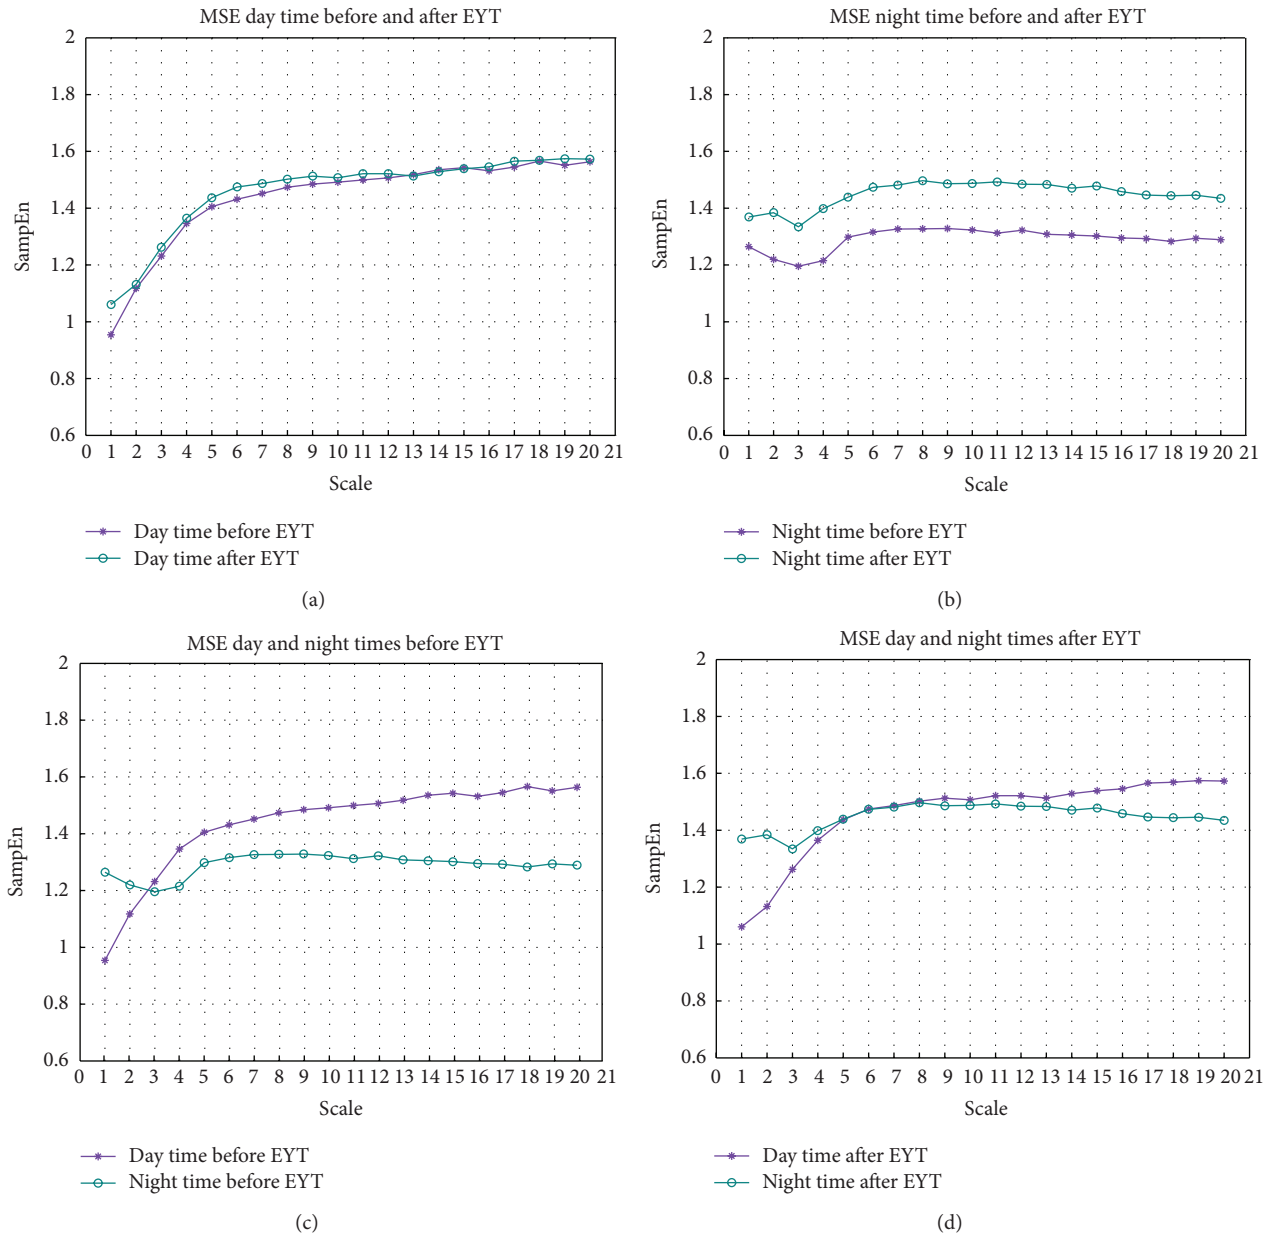 MSE day time before and after EYT
2
1.8
1.6
1.4
1.2
1
0.8
0.6
SampEn
0 1 2 3 4 5 6 7 8 9 10 11 12 13 14 15 16 17 18 19 20 21
Scale
Day time before EYT
Day time after EYT
(a)
MSE night time before and after EYT
2
1.8
1.6
1.4
1.2
1
0.8
0.6
SampEn
0 1 2 3 4 5 6 7 8 9 10 11 12 13 14 15 16 17 18 19 20 21
Scale
Night time before EYT
Night time after EYT
(b)
MSE day and night times before EYT
2
1.8
1.6
1.4
1.2
1
0.8
0.6
SampEn
0 1 2 3 4 5 6 7 8 9 10 11 12 13 14 15 16 17 18 19 20 21
Scale
Day time before EYT
Night time before EYT
(c)
MSE day and night times after EYT
2
1.8
1.6
1.4
1.2
1
0.8
0.6
SampEn
0 1 2 3 4 5 6 7 8 9 10 11 12 13 14 15 16 17 18 19 20 21
Scale
Day time after EYT
Night time after EYT
(d)